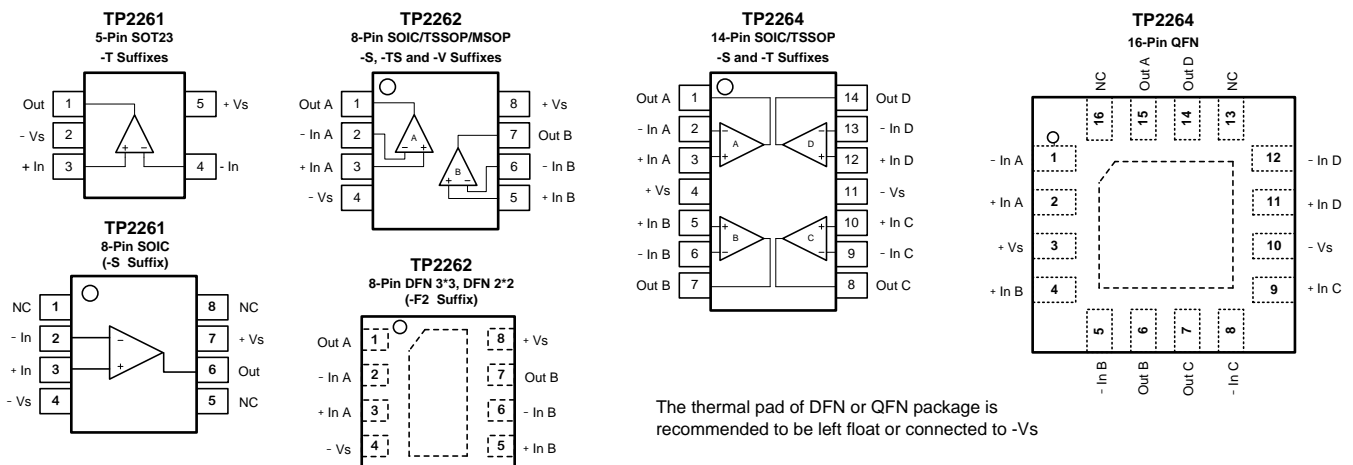 TP2261
5-Pin SOT23
-T Suffixes
Out 1
- Vs 2
+ In 3
5 + Vs
4 - In
+ -
TP2262
8-Pin SOIC/TSSOP/MSOP
-S, -TS and -V Suffixes
Out A 1
- In A 2
+ In A 3
- Vs 4
8 + Vs
7 Out B
6 - In B
5 + In B
A
- +
B
+ -
TP2264
14-Pin SOIC/TSSOP
-S and -T Suffixes
Out A 1
- In A 2
+ In A 3
+ Vs 4
+ In B 5
- In B 6
Out B 7
14 Out D
13 - In D
12 + In D
11 - Vs
10 + In C
9 - In C
8 Out C
- + A
D - +
+ - B
C + -
TP2264
16-Pin QFN
NC 16
Out A 15
Out D 14
NC 13
- In A 1
+ In A 2
+ Vs 3
+ In B 4
12 - In D
11 + In D
10 - Vs
9 + In C
5 - In B
6 Out B
7 Out C
8 - In C
TP2261
8-Pin SOIC
(-S Suffix)
NC 1
- In 2
+ In 3
- Vs 4
8 NC
7 + Vs
6 Out
5 NC
-
+
TP2262
8-Pin DFN 3*3, DFN 2*2
(-F2 Suffix)
Out A 1
- In A 2
+ In A 3
- Vs 4
8 + Vs
7 Out B
6 - In B
5 + In B
The thermal pad of DFN or QFN package is
recommended to be left float or connected to -Vs